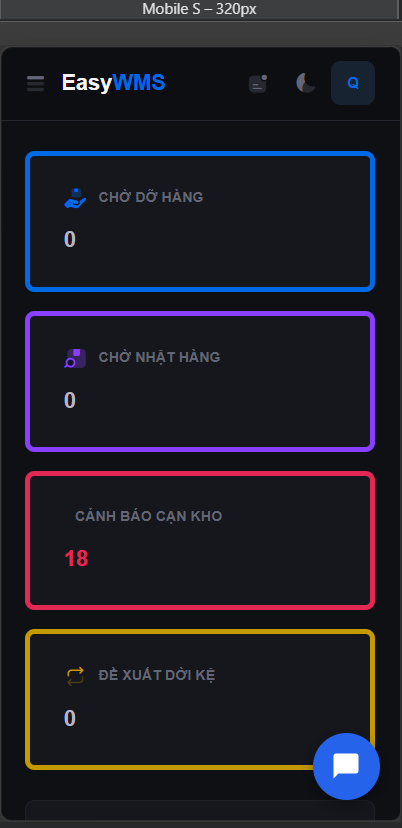 Mobile S – 320px
EasyWMS
Q
CHỜ DỠ HÀNG
0
CHỜ NHẶT HÀNG
0
CẢNH BÁO CẠN KHO
18
ĐỀ XUẤT DỜI KỆ
0